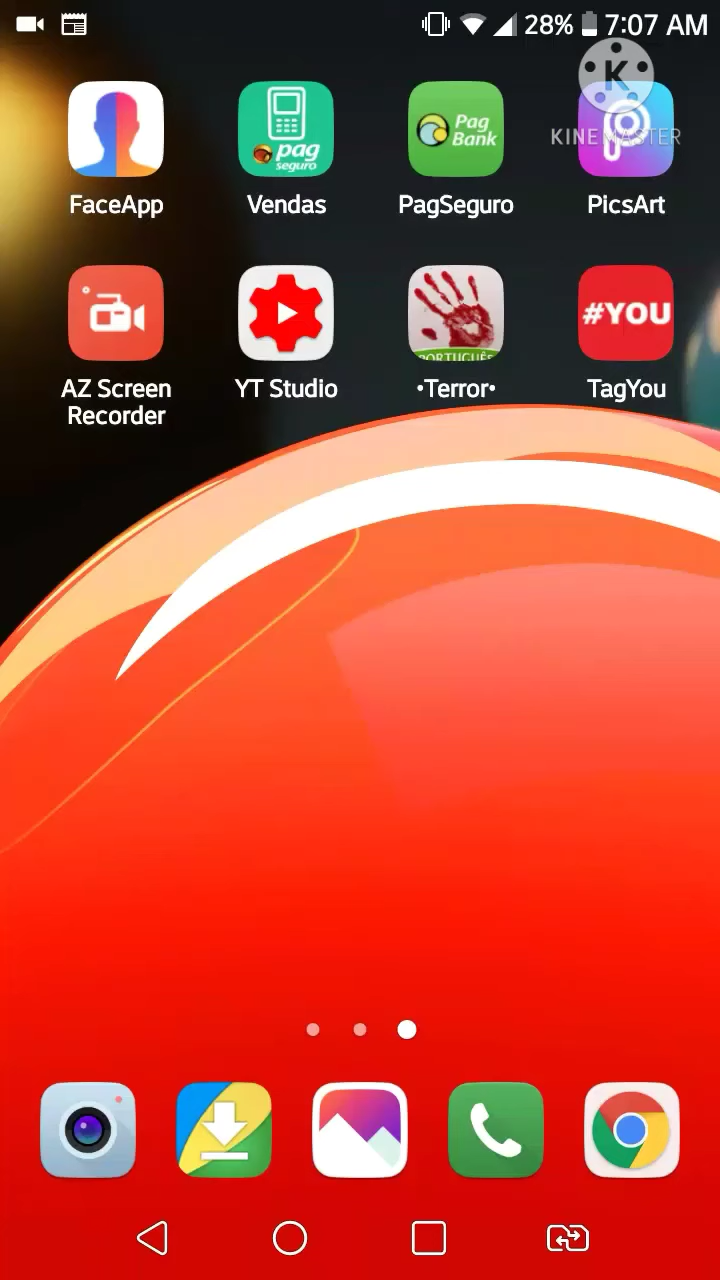 28% 7:07 AM
K
KINEMASTER
pag
seguro
Pag
Bank
FaceApp Vendas PagSeguro PicsArt
PORTUGUÊS
#YOU
AZ Screen
Recorder
YT Studio
•Terror•
TagYou